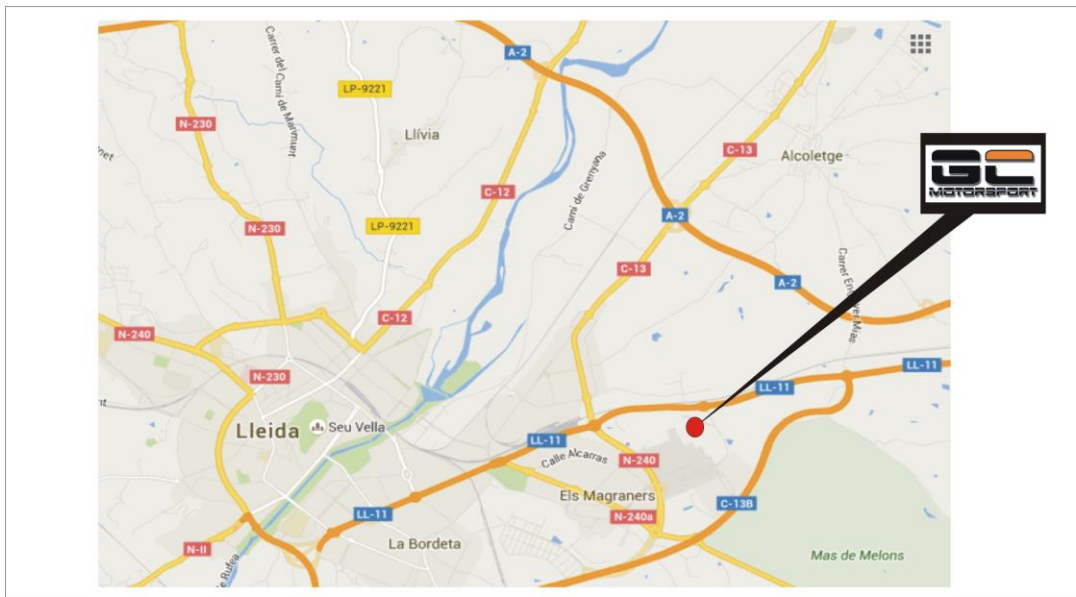 A-2
LP-9221
Carrer del Camí de Marimunt
N-230
Llívia
C-13
Alcoletge
GC
MOTORSPORT
Camí de Grenyana
C-12
A-2
LP-9221
N-230
C-13
A-2
C-12
N-240
LL-11
N-230
LL-11
Lleida
Seu Vella
LL-11
Calle Alcarras
N-240
Els Magraners
C-13B
LL-11
N-240a
La Bordeta
N-II
Mas de Melons
de Rufea